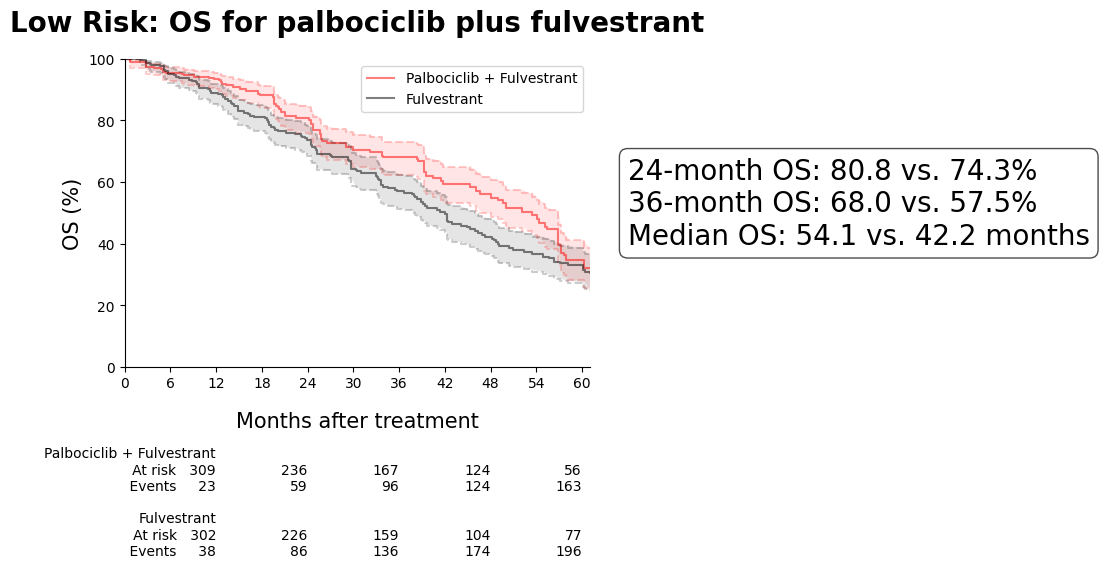 Low Risk: OS for palbociclib plus fulvestrant
100
80
60
40
20
0
OS (%)
Palbociclib + Fulvestrant
Fulvestrant
24-month OS: 80.8 vs. 74.3%
36-month OS: 68.0 vs. 57.5%
Median OS: 54.1 vs. 42.2 months
0 6 12 18 24 30 36 42 48 54 60
Months after treatment
Palbociclib + Fulvestrant
At risk 309 236 167 124 56
Events 23 59 96 124 163
Fulvestrant
At risk 302 226 159 104 77
Events 38 86 136 174 196